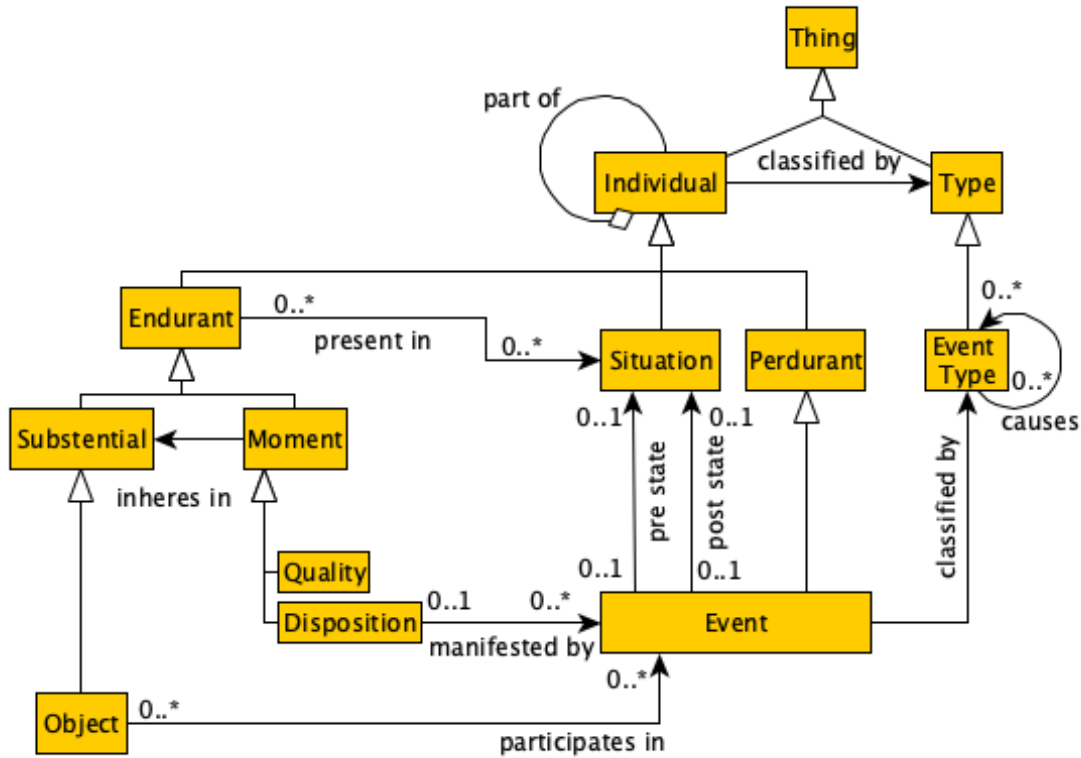 Thing
part of
classified by
Individual
Type
Endurant
0..*
present in
0..*
Situation
Perdurant
0..*
Event
Type
0..*
causes
Substential
Moment
inheres in
0..1
0..1
pre state
post state
classified by
Quality
Disposition
0..1
0..*
manifested by
0..1
0..1
Event
0..*
Object
0..*
participates in